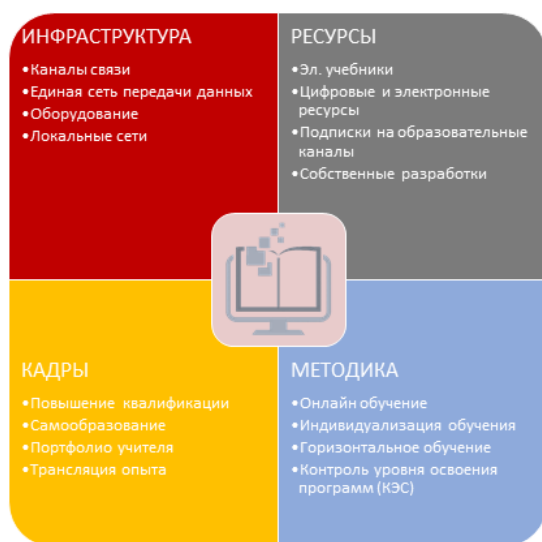 ИНФРАСТРУКТУРА
•Каналы связи
•Единая сеть передачи данных
•Оборудование
•Локальные сети
РЕСУРСЫ
•Эл. учебники
•Цифровые и электронные
ресурсы
•Подписки на образовательные
каналы
•Собственные разработки
КАДРЫ
•Повышение квалификации
•Самообразование
•Портфолио учителя
•Трансляция опыта
МЕТОДИКА
•Онлайн обучение
•Индивидуализация обучения
•Горизонтальное обучение
•Контроль уровня освоения
программ (КЭС)